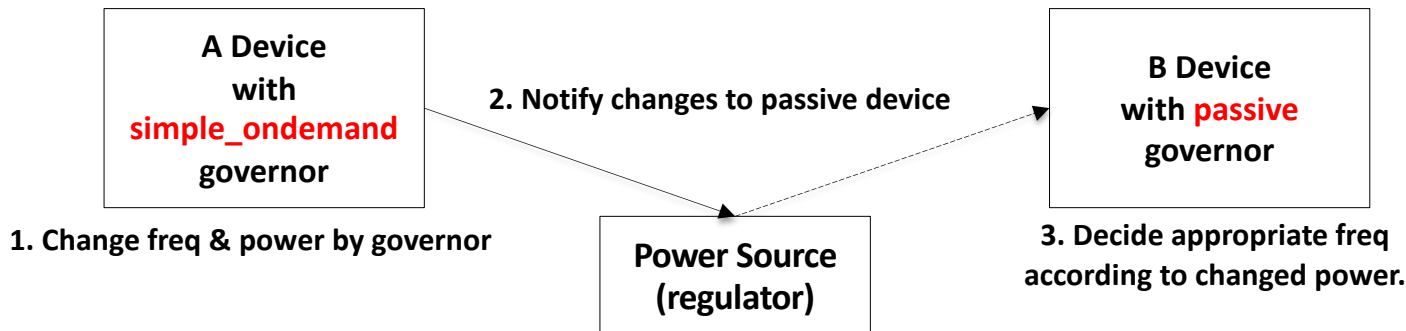 A Device
with
simple_ondemand
governor
2. Notify changes to passive device
B Device
with passive
governor
1. Change freq & power by governor
Power Source
(regulator)
3. Decide appropriate freq
according to changed power.